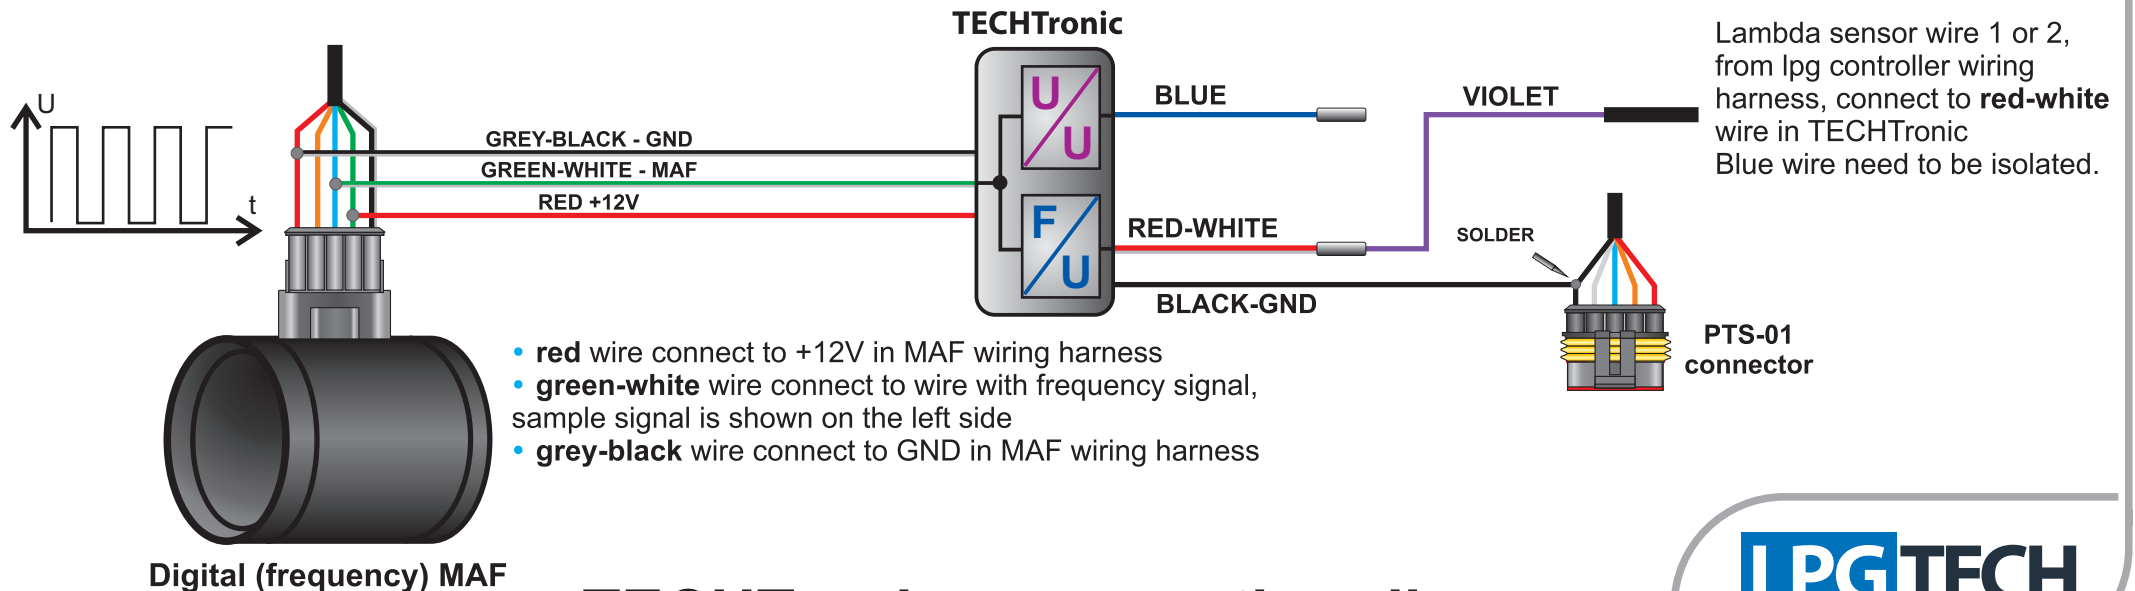 TECHTronic
U
t
GREY-BLACK - GND
GREEN-WHITE - MAF
RED +12V
U
U
F
U
BLUE
RED-WHITE
BLACK-GND
VIOLET
Lambda sensor wire 1 or 2,
from lpg controller wiring
harness, connect to red-white
wire in TECHTronic
Blue wire need to be isolated.
SOLDER
PTS-01
connector
• red wire connect to +12V in MAF wiring harness
• green-white wire connect to wire with frequency signal,
sample signal is shown on the left side
• grey-black wire connect to GND in MAF wiring harness
Digital (frequency) MAF
LPGTECH